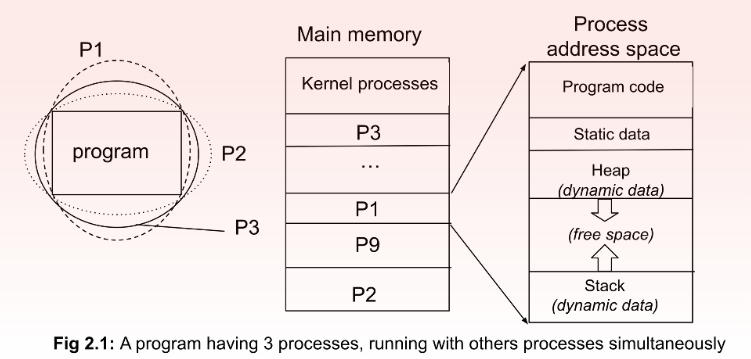 P1
program
P2
P3
Main memory
Kernel processes
P3
...
P1
P9
P2
Process
address space
Program code
Static data
Heap
(dynamic data)
(free space)
Stack
(dynamic data)
Fig 2.1: A program having 3 processes, running with others processes simultaneously